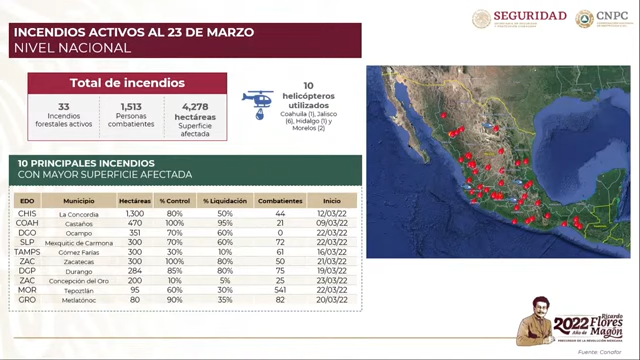 SEGURIDAD
CNPC
INCENDIOS ACTIVOS AL 23 DE MARZO
NIVEL NACIONAL
Total de incendios
33 1,513 4,278
Incendios forestales activos
Personas combatientes
hectáreas
Superficie afectada
10
helicópteros
utilizados
Coahuila (1), Jalisco
(6), Hidalgo (1) y
Morelos (2)
10 PRINCIPALES INCENDIOS
CON MAYOR SUPERFICIE AFECTADA
EDO Municipio Hectáreas % Control % Liquidación Combatientes Inicio
CHIS La Concordia 1,300 80% 50% 44 12/03/22
COAH Castaños 470 100% 95% 21 09/03/22
DGO Ocampo 351 70% 60% 0 22/03/22
SLP Mexquitic de Carmona 300 70% 60% 72 22/03/22
TAMPS Gómez Farías 300 30% 10% 61 16/03/22
ZAC Zacatecas 300 100% 80% 50 21/03/22
DGP Durango 284 85% 80% 75 19/03/22
ZAC Concepción del Oro 200 10% 5% 25 23/03/22
MOR Tepoztlán 95 60% 30% 541 22/03/22
GRO Metlatónoc 80 90% 35% 82 20/03/22
2022 Ricardo
Flores
Año de Magón
PRECURSOR DE LA REVOLUCIÓN MEXICANA
Fuente: Conafor